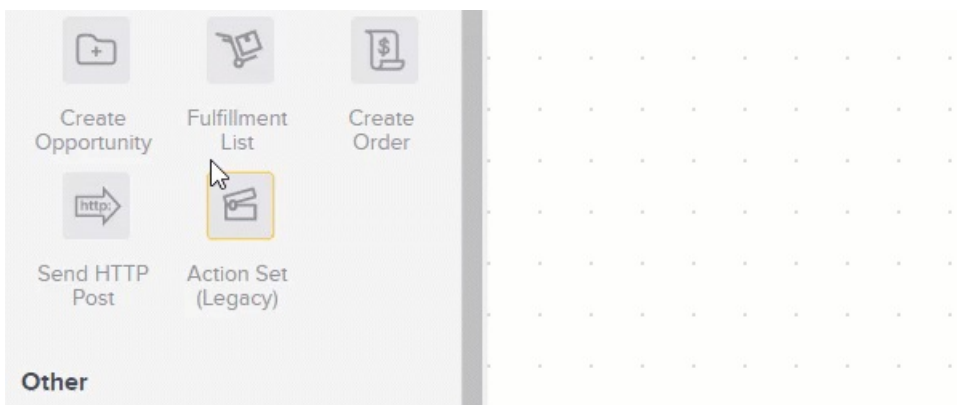 $
Create
Opportunity
Fulfillment
List
Create
Order
http:
Send HTTP
Post
Action Set
(Legacy)
Other